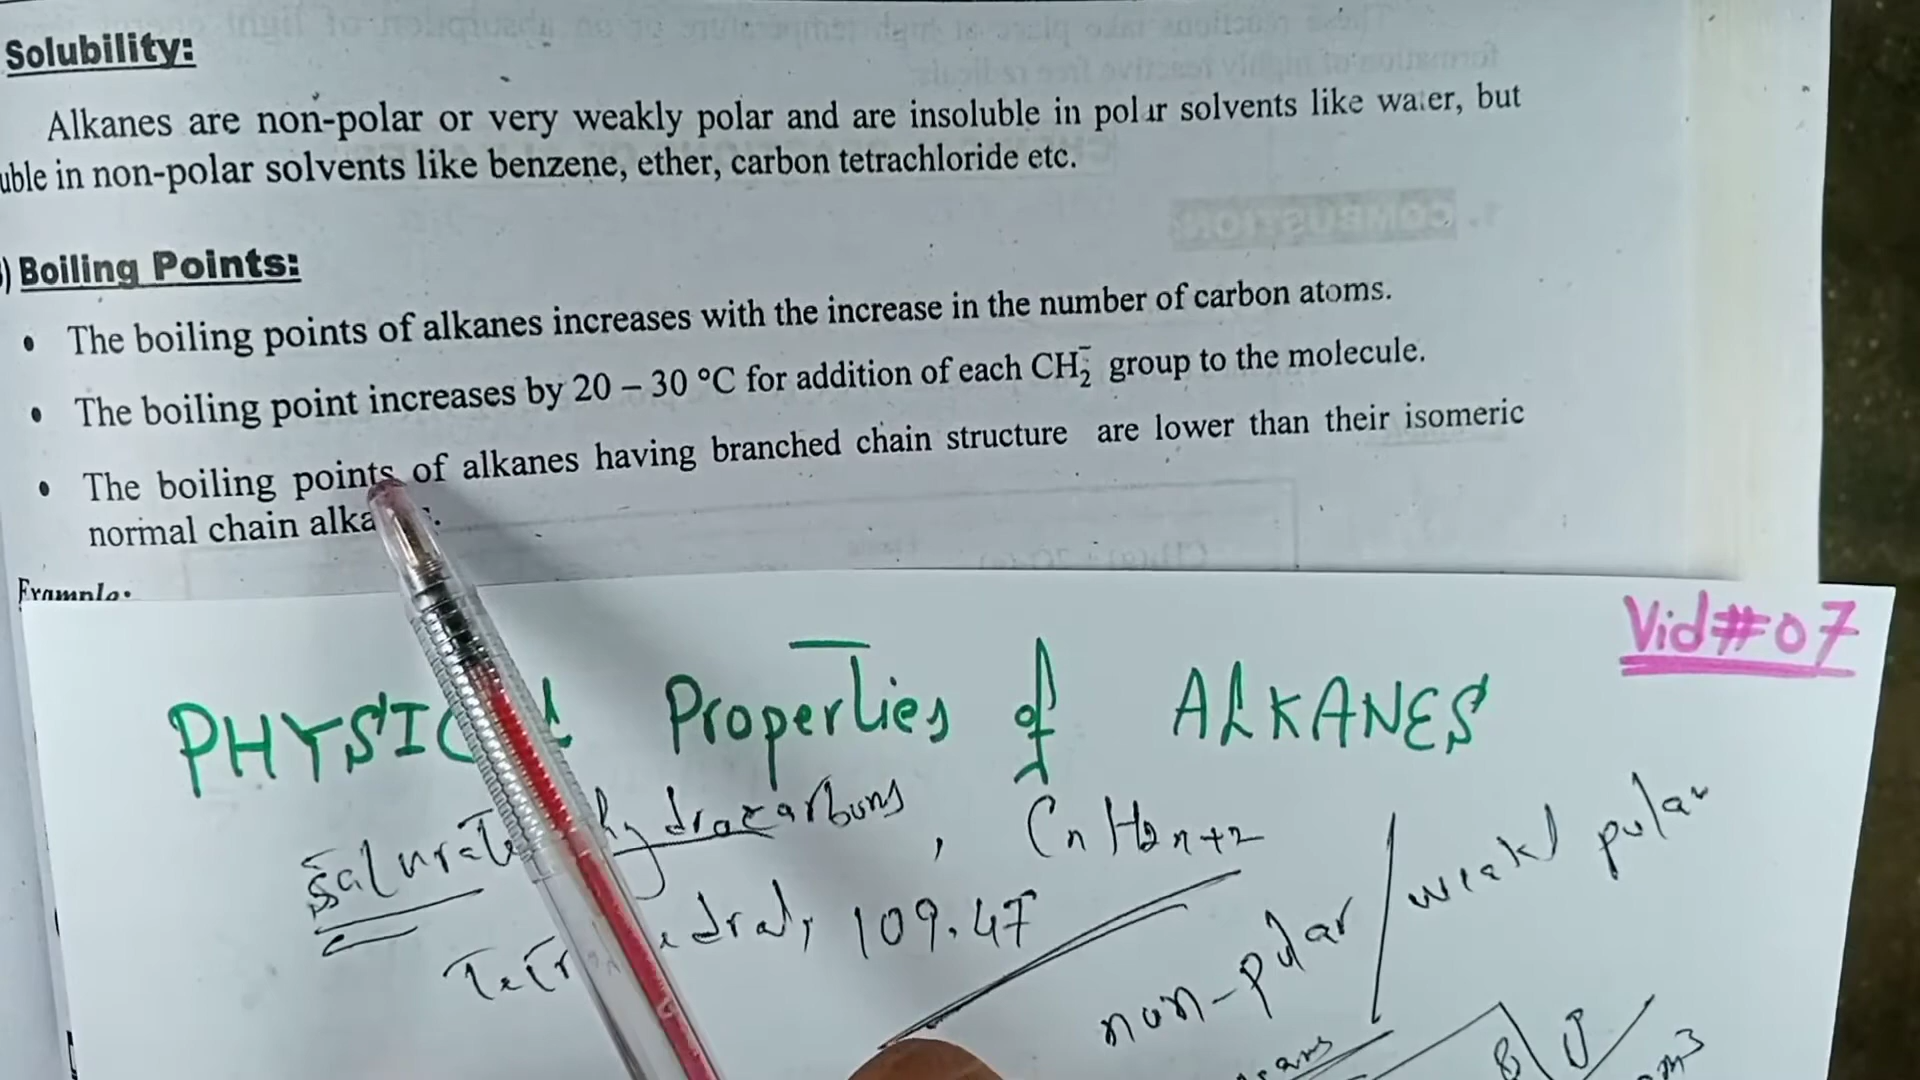 Solubility:
Alkanes are non-polar or very weakly polar and are insoluble in polar solvents like water, but
uble in non-polar solvents like benzene, ether, carbon tetrachloride etc.
) Boiling Points:
• The boiling points of alkanes increases with the increase in the number of carbon atoms.
• The boiling point increases by 20 – 30 °C for addition of each CH₂⁻ group to the molecule.
• The boiling points of alkanes having branched chain structure are lower than their isomeric
normal chain alka
Example:
Vid#07
Properties of ALKANES
hydrocarbons, CnH2n+2
109.47
non-polar / weakl polar